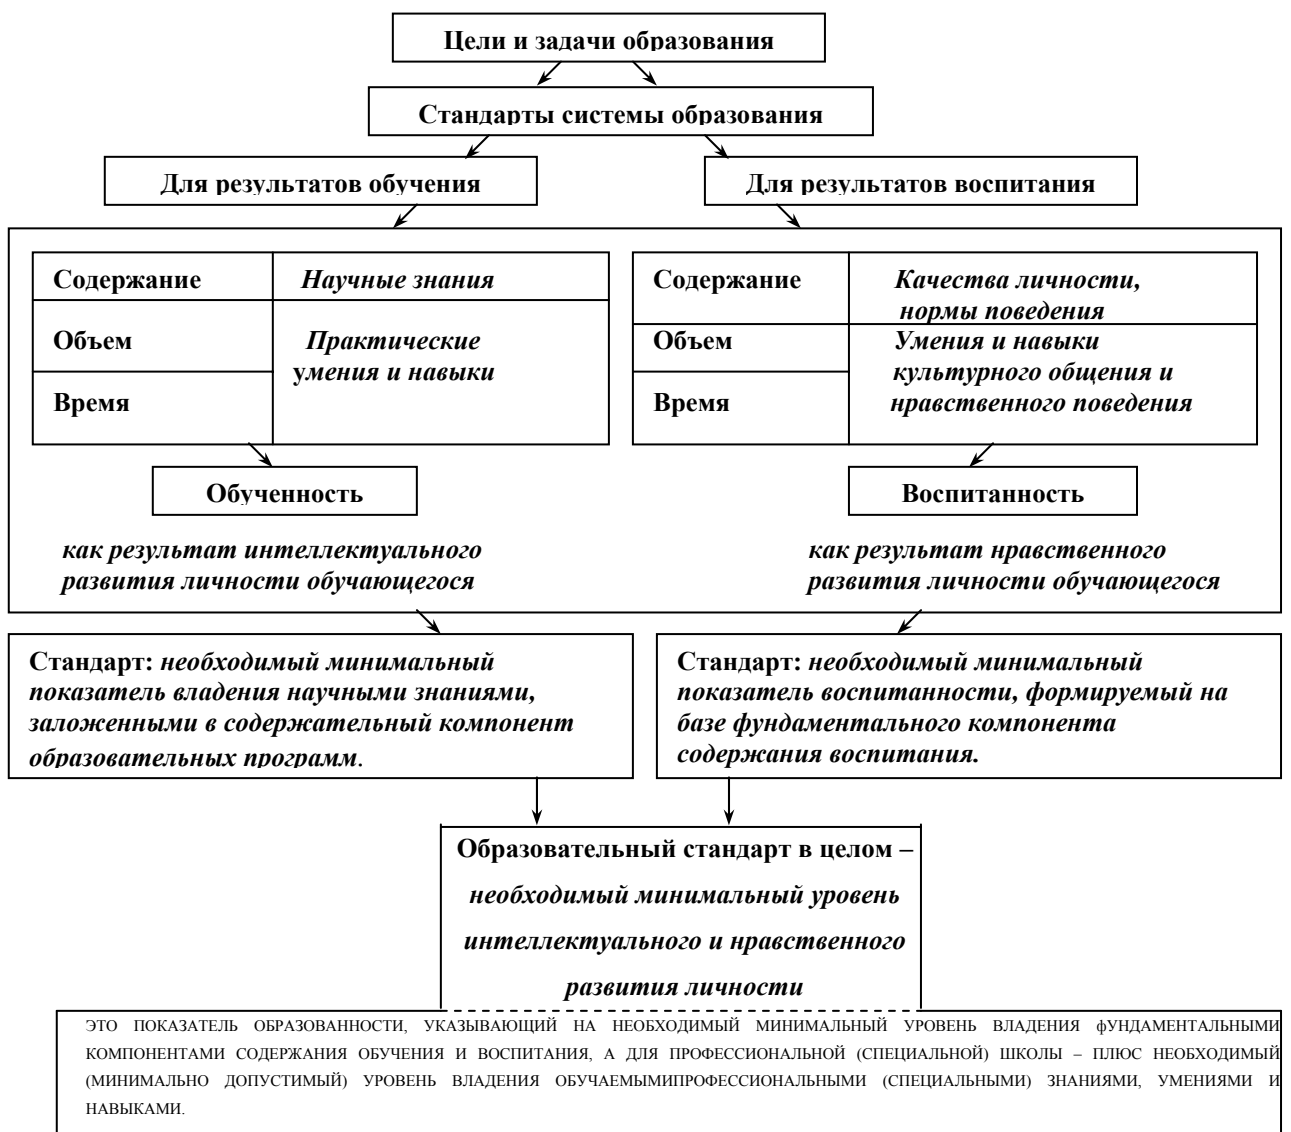 Цели и задачи образования
Стандарты системы образования
Для результатов обучения
Для результатов воспитания
Содержание
Научные знания
Объем
Практические
умения и навыки
Время
Содержание
Качества личности,
нормы поведения
Объем
Умения и навыки
культурного общения и
нравственного поведения
Время
Обученность
Воспитанность
как результат интеллектуального
развития личности обучающегося
как результат нравственного
развития личности обучающегося
Стандарт: необходимый минимальный
показатель владения научными знаниями,
заложенными в содержательный компонент
образовательных программ.
Стандарт: необходимый минимальный
показатель воспитанности, формируемый на
базе фундаментального компонента
содержания воспитания.
Образовательный стандарт в целом –
необходимый минимальный уровень
интеллектуального и нравственного
развития личности
ЭТО ПОКАЗАТЕЛЬ ОБРАЗОВАННОСТИ, УКАЗЫВАЮЩИЙ НА НЕОБХОДИМЫЙ МИНИМАЛЬНЫЙ УРОВЕНЬ ВЛАДЕНИЯ фУНДАМЕНТАЛЬНЫМИ
КОМПОНЕНТАМИ СОДЕРЖАНИЯ ОБУЧЕНИЯ И ВОСПИТАНИЯ, А ДЛЯ ПРОФЕССИОНАЛЬНОЙ (СПЕЦИАЛЬНОЙ) ШКОЛЫ – ПЛЮС НЕОБХОДИМЫЙ
(МИНИМАЛЬНО ДОПУСТИМЫЙ) УРОВЕНЬ ВЛАДЕНИЯ ОБУЧАЕМЫМИПРОФЕССИОНАЛЬНЫМИ (СПЕЦИАЛЬНЫМИ) ЗНАНИЯМИ, УМЕНИЯМИ И
НАВЫКАМИ.